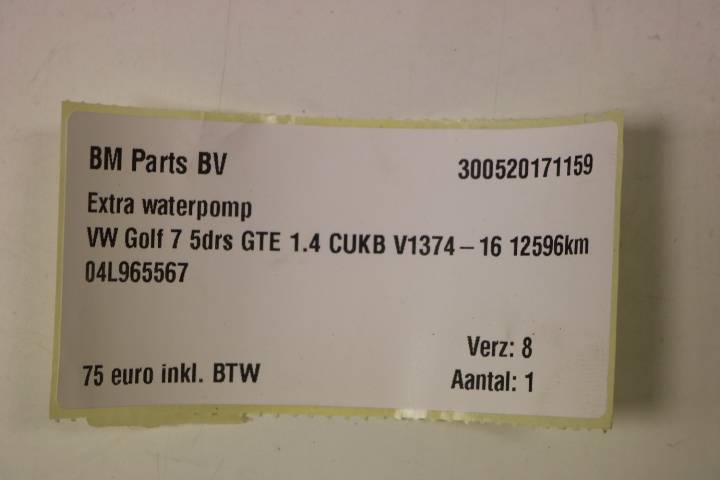 BM Parts BV 300520171159
Extra waterpomp
VW Golf 7 5drs GTE 1.4 CUKB V1374 – 16 12596km
04L965567
Verz: 8
75 euro inkl. BTW Aantal: 1